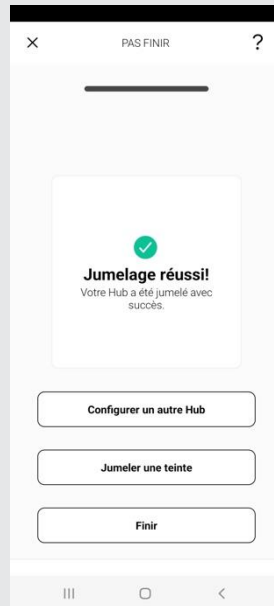 PAS FINIR ?
Jumelage réussi!
Votre Hub a été jumelé avec
succès.
Configurer un autre Hub
Jumeler une teinte
Finir